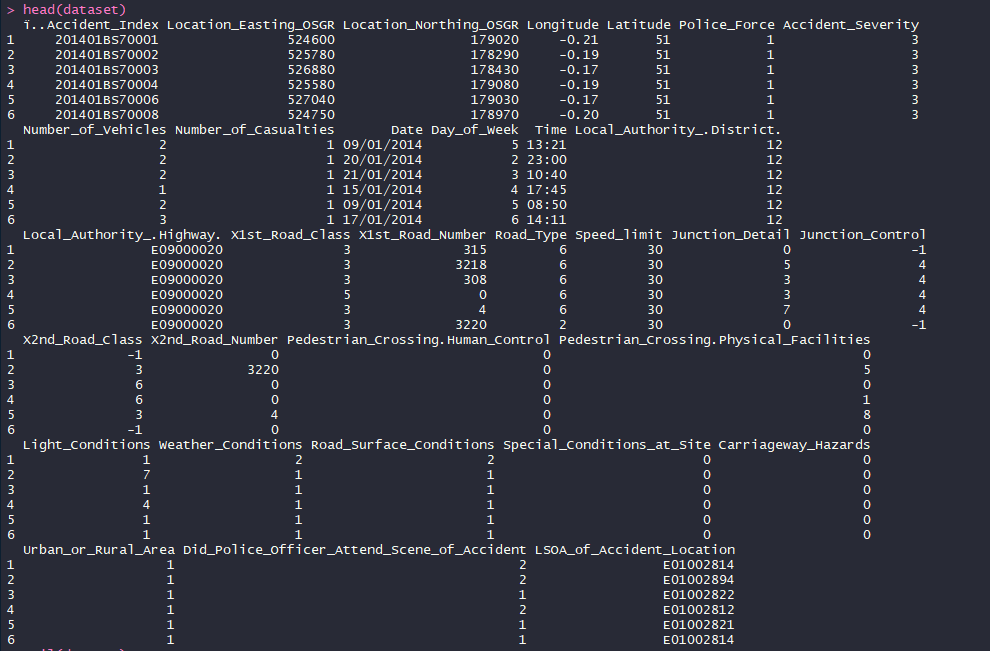 > head(dataset)
ï..Accident_Index Location_Easting_OSGR Location_Northing_OSGR Longitude Latitude Police_Force Accident_Severity
1 201401BS70001 524600 179020 -0.21 51 1 3
2 201401BS70002 525780 178290 -0.19 51 1 3
3 201401BS70003 526880 178430 -0.17 51 1 3
4 201401BS70004 525580 179080 -0.19 51 1 3
5 201401BS70006 527040 179030 -0.17 51 1 3
6 201401BS70008 524750 178970 -0.20 51 1 3
Number_of_Vehicles Number_of_Casualties Date Day_of_Week Time Local_Authority_.District.
1 2 1 09/01/2014 5 13:21 12
2 2 1 20/01/2014 2 23:00 12
3 2 1 21/01/2014 3 10:40 12
4 1 1 15/01/2014 4 17:45 12
5 2 1 09/01/2014 5 08:50 12
6 3 1 17/01/2014 6 14:11 12
Local_Authority_.Highway. X1st_Road_Class X1st_Road_Number Road_Type Speed_limit Junction_Detail Junction_Control
1 E09000020 3 315 6 30 0 -1
2 E09000020 3 3218 6 30 5 4
3 E09000020 3 308 6 30 3 4
4 E09000020 5 0 6 30 3 4
5 E09000020 3 4 6 30 7 4
6 E09000020 3 3220 2 30 0 -1
X2nd_Road_Class X2nd_Road_Number Pedestrian_Crossing.Human_Control Pedestrian_Crossing.Physical_Facilities
1 -1 0 0 0
2 3 3220 0 5
3 6 0 0 0
4 6 0 0 1
5 3 4 0 8
6 -1 0 0 0
Light_Conditions Weather_Conditions Road_Surface_Conditions Special_Conditions_at_Site Carriageway_Hazards
1 1 2 2 0 0
2 7 1 1 0 0
3 1 1 1 0 0
4 4 1 1 0 0
5 1 1 1 0 0
6 1 1 1 0 0
Urban_or_Rural_Area Did_Police_Officer_Attend_Scene_of_Accident LSOA_of_Accident_Location
1 1 2 E01002814
2 1 2 E01002894
3 1 1 E01002822
4 1 2 E01002812
5 1 1 E01002821
6 1 1 E01002814